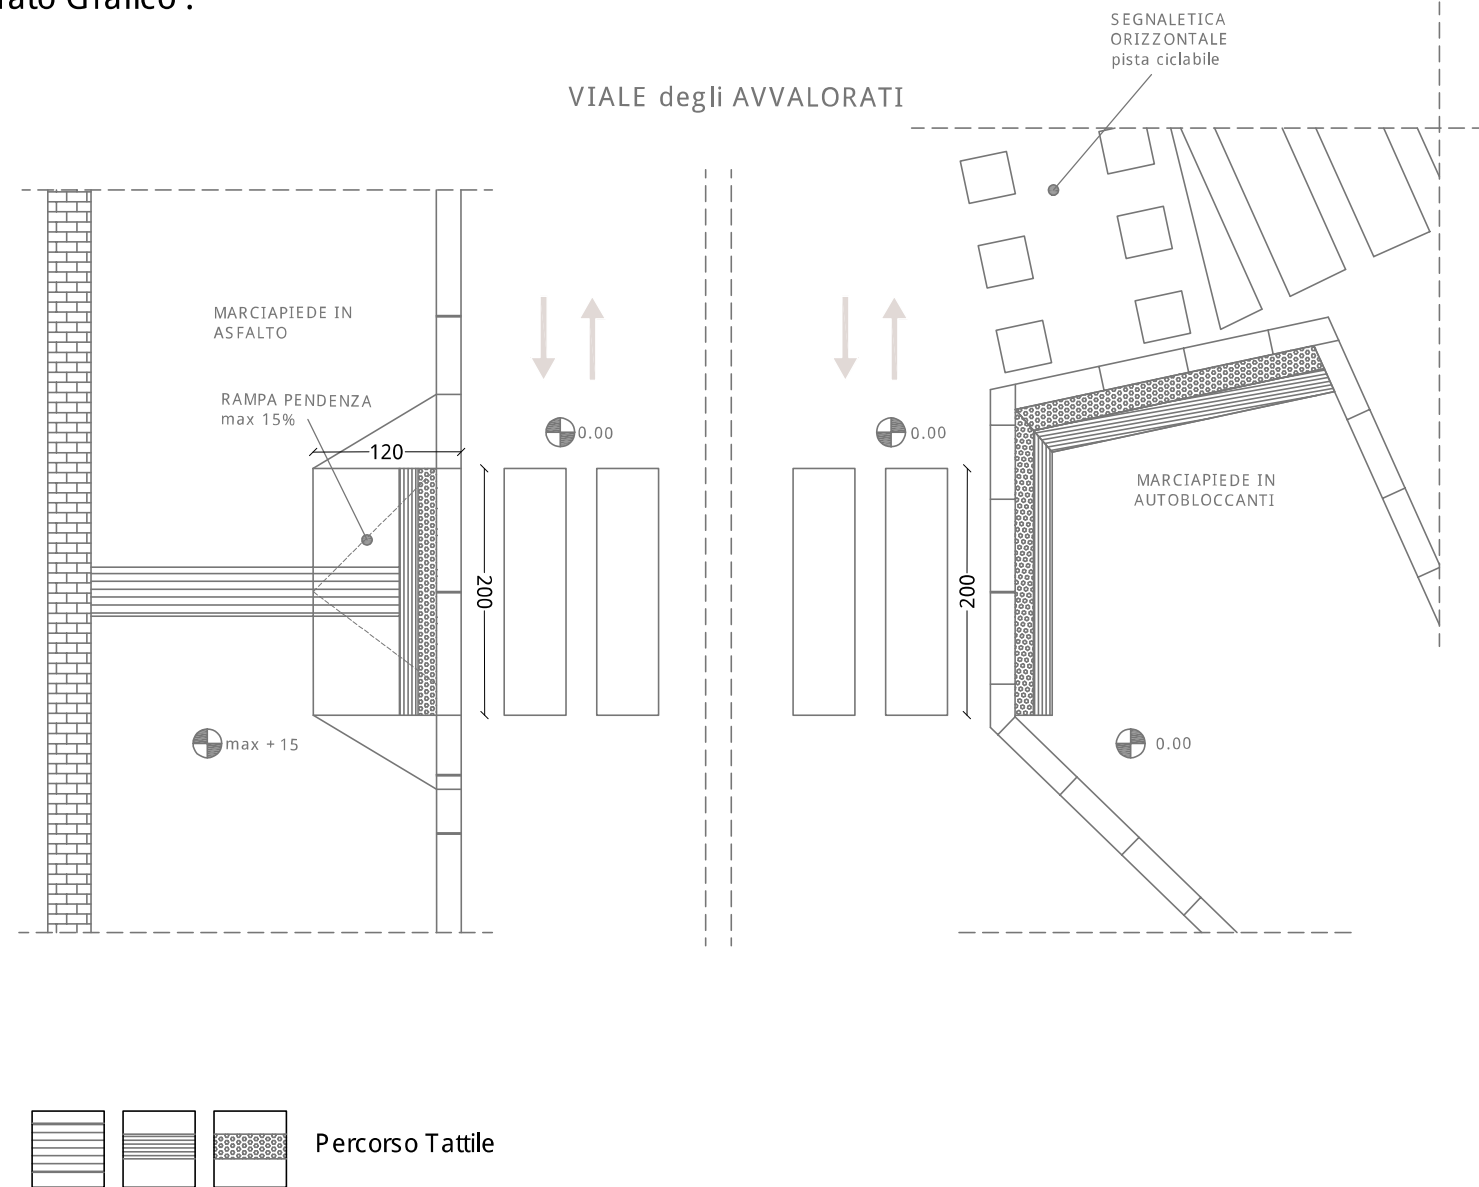 Grafico :
SEGNALETICA
ORIZZONTALE
pista ciclabile
VIALE degli AVVALORATI
MARCIAPIEDE IN
ASFALTO
RAMPA PENDENZA
max 15%
120
0.00
0.00
MARCIAPIEDE IN
AUTOBLOCCANTI
200
200
max + 15
0.00
Percorso Tattile